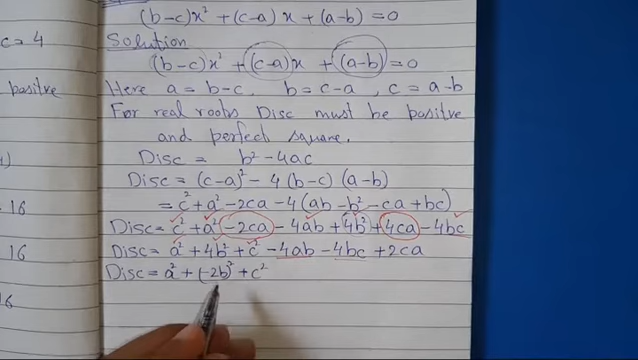 (b-c)x² + (c-a) x + (a-b) = 0
c = 4
Solution
(b-c)x² + (c-a)x + (a-b) = 0
pasitve
Here a = b-c, b = c-a, c = a-b
For real roots Disc must be pasitve
and perfect square.
Disc = b²-4ac
Disc = (c-a)² - 4 (b-c) (a-b)
16
= c² + a² - 2ca - 4(ab - b² - ca + bc)
Disc = c² + a² - 2ca - 4ab + 4b² + 4ca - 4bc
16
Disc = a² + 4b² + c² - 4ab - 4bc + 2ca
Disc = a² + (-2b)² + c²
16